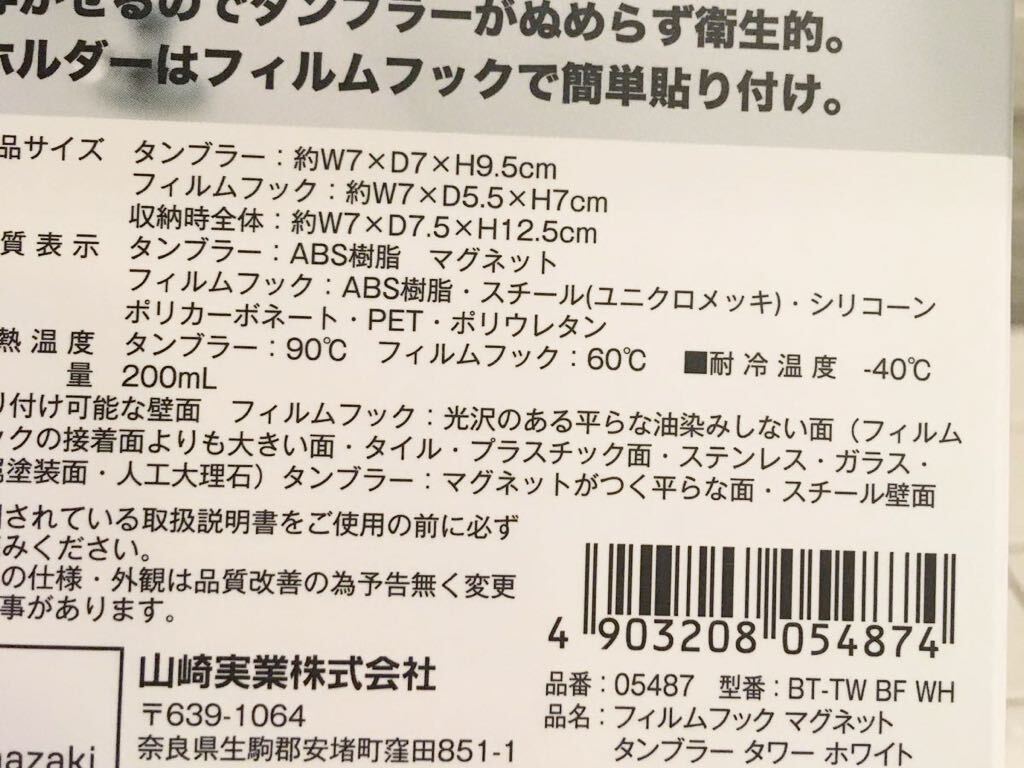 かせるのでタンブラーがぬめらず衛生的。
ホルダーはフィルムフックで簡単貼り付け。
品サイズ タンブラー：約W7×D7×H9.5cm
フィルムフック：約W7×D5.5×H7cm
収納時全体：約W7×D7.5×H12.5cm
質表示 タンブラー：ABS樹脂 マグネット
フィルムフック：ABS樹脂・スチール(ユニクロメッキ)・シリコーン
ポリカーボネート・PET・ポリウレタン
熱温度 タンブラー：90℃ フィルムフック：60℃ ■耐冷温度 -40℃
量 200mL
り付け可能な壁面 フィルムフック：光沢のある平らな油染みしない面（フィルム
ックの接着面よりも大きい面・タイル・プラスチック面・ステンレス・ガラス・
塗装面・人工大理石）タンブラー：マグネットがつく平らな面・スチール壁面
されている取扱説明書をご使用の前に必ず
みください。
の仕様・外観は品質改善の為予告無く変更
事があります。
4 903208 054874
山崎実業株式会社
〒639-1064
奈良県生駒郡安堵町窪田851-1
azaki
品番：05487 型番：BT-TW BF WH
品名：フィルムフック マグネット
タンブラー タワー ホワイト